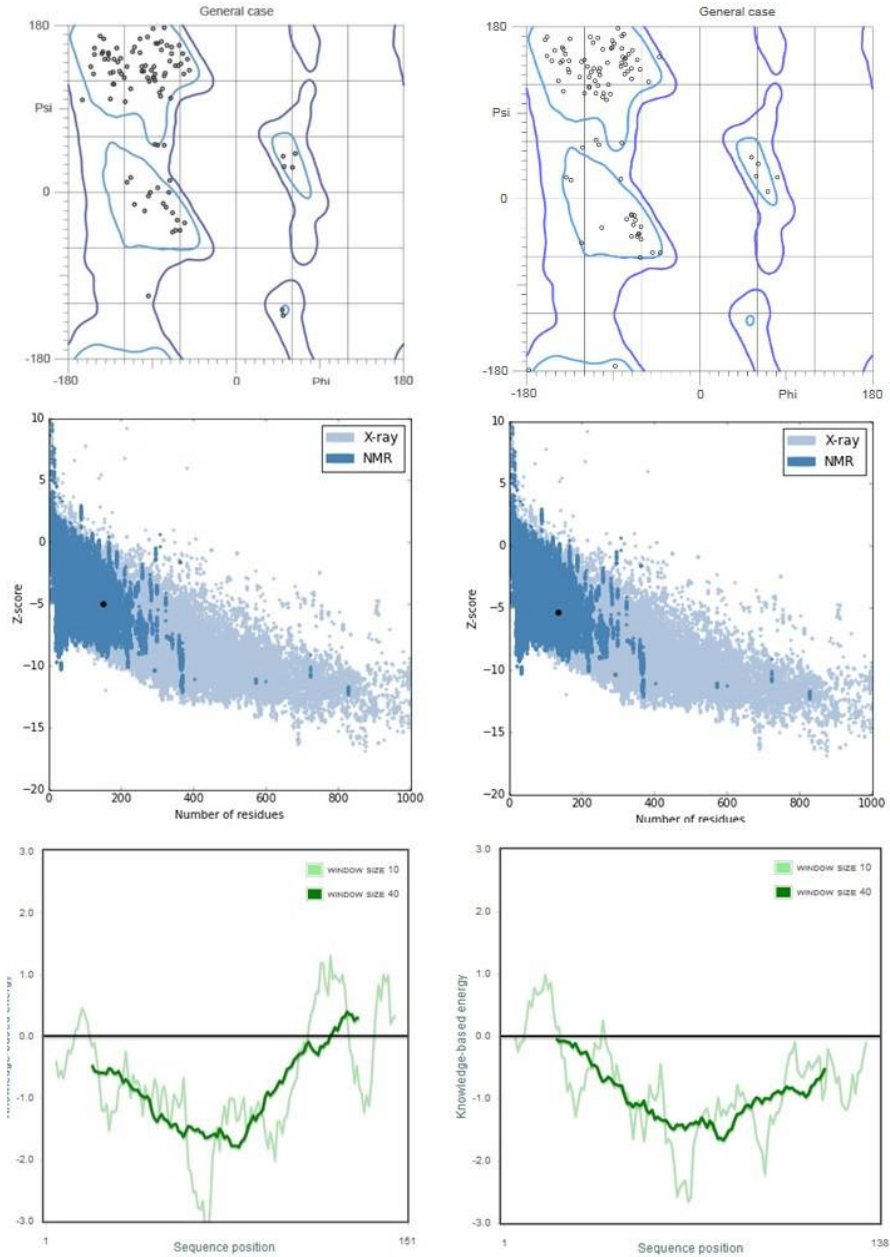 General case
180
Psi
0
-180
-180
0
Phi
180
General case
180
Psi
0
-180
-180
0
Phi
180
10
5
0
-5
-10
-15
-20
Z-score
X-ray
NMR
0
200
400
600
800
1000
Number of residues
10
5
0
-5
-10
-15
-20
Z-score
X-ray
NMR
0
200
400
600
800
1000
Number of residues
3.0
2.0
1.0
0.0
-1.0
-2.0
-3.0
Knowledge-based energy
WINDOW SIZE 10
WINDOW SIZE 40
1
151
Sequence position
3.0
2.0
1.0
0.0
-1.0
-2.0
-3.0
Knowledge-based energy
WINDOW SIZE 10
WINDOW SIZE 40
1
138
Sequence position